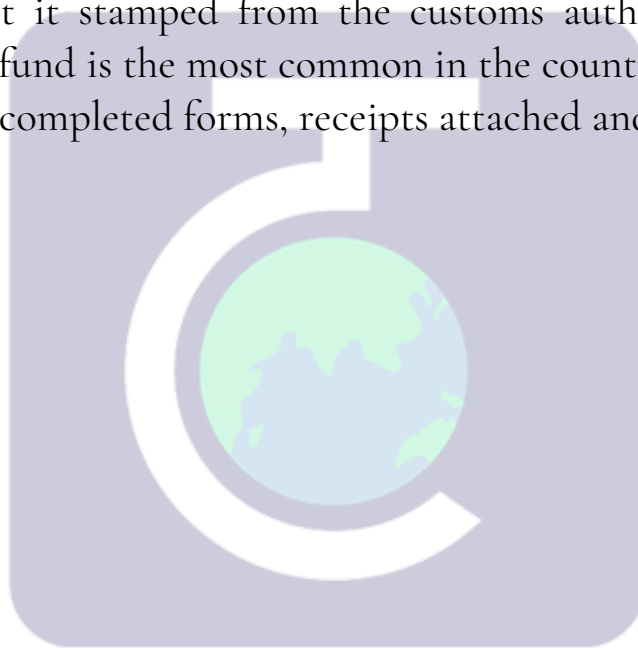 t it stamped from the customs auth
fund is the most common in the count
completed forms, receipts attached and